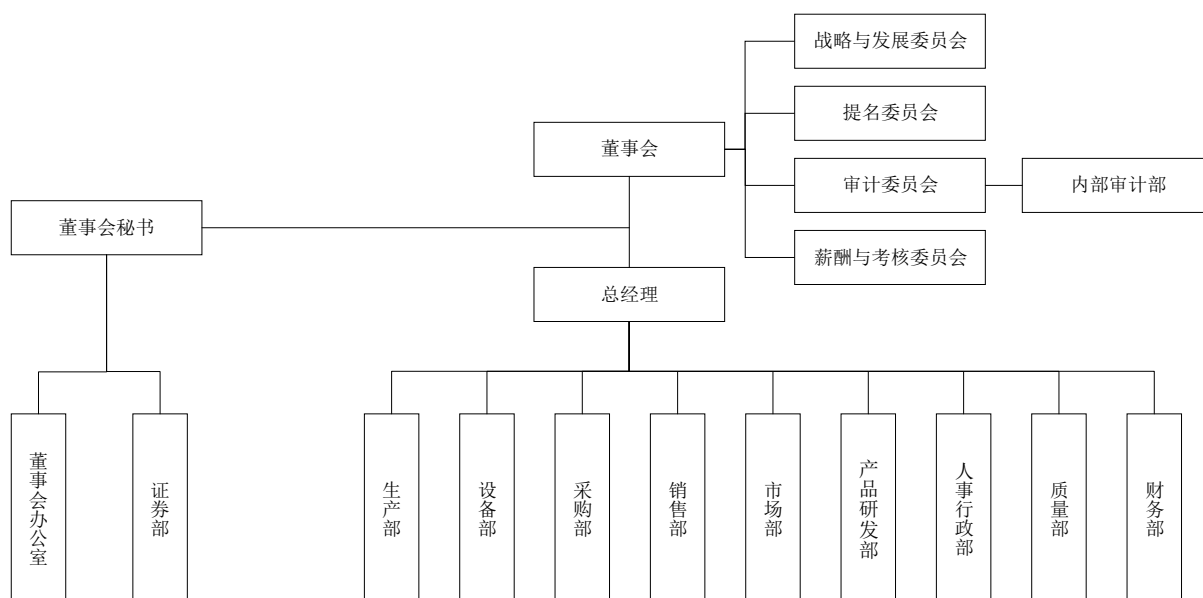 战略与发展委员会
提名委员会
董事会
审计委员会
内部审计部
董事会秘书
薪酬与考核委员会
总经理
董事会办公室
证券部
生产部
设备部
采购部
销售部
市场部
产品研发部
人事行政部
质量部
财务部